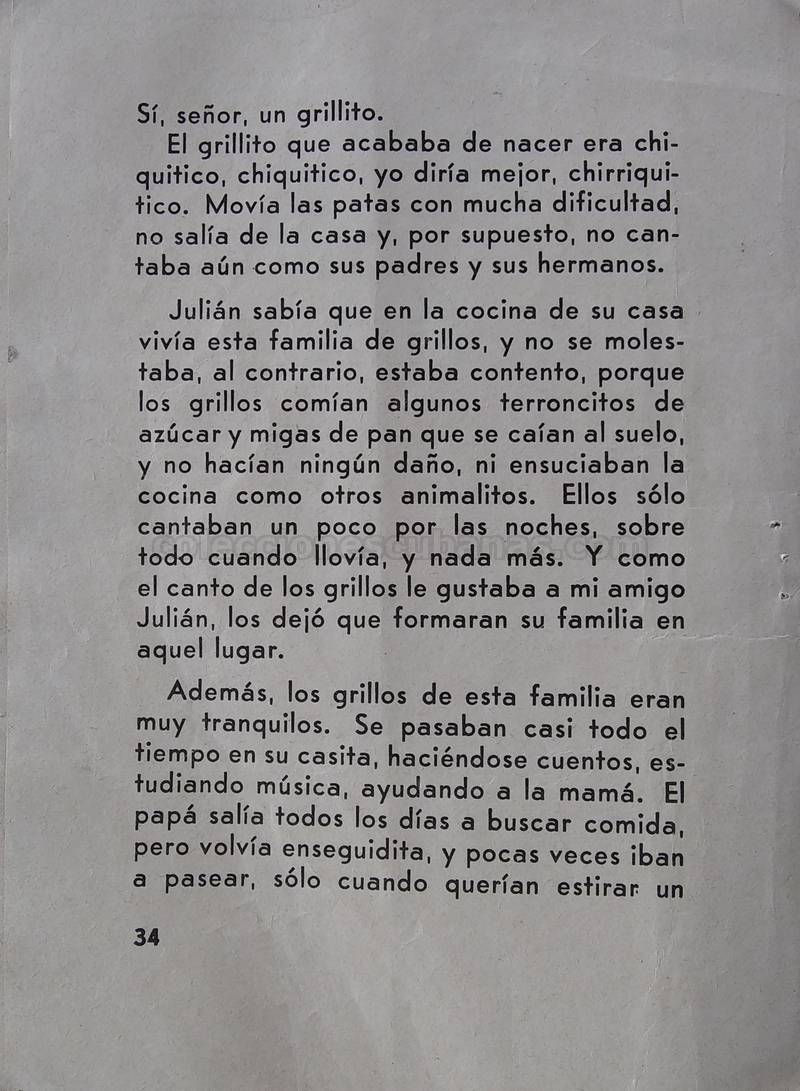 Sí, señor, un grillito.
El grillito que acababa de nacer era chi-
quitico, chiquitico, yo diría mejor, chirriqui-
tico. Movía las patas con mucha dificultad,
no salía de la casa y, por supuesto, no can-
taba aún como sus padres y sus hermanos.
Julián sabía que en la cocina de su casa
vivía esta familia de grillos, y no se moles-
taba, al contrario, estaba contento, porque
los grillos comían algunos terroncitos de
azúcar y migas de pan que se caían al suelo,
y no hacían ningún daño, ni ensuciaban la
cocina como otros animalitos. Ellos sólo
cantaban un poco por las noches, sobre
todo cuando llovía, y nada más. Y como
el canto de los grillos le gustaba a mi amigo
Julián, los dejó que formaran su familia en
aquel lugar.
Además, los grillos de esta familia eran
muy tranquilos. Se pasaban casi todo el
tiempo en su casita, haciéndose cuentos, es-
tudiando música, ayudando a la mamá. El
papá salía todos los días a buscar comida,
pero volvía enseguidita, y pocas veces iban
a pasear, sólo cuando querían estirar un
34